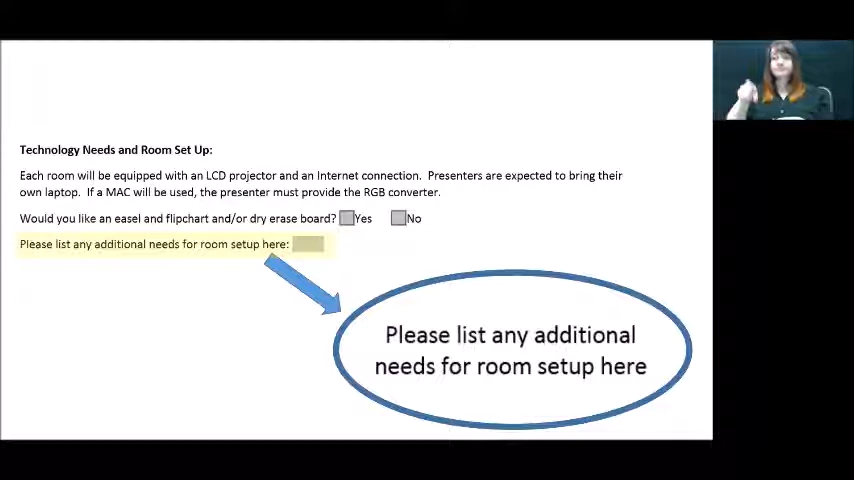 Technology Needs and Room Set Up:
Each room will be equipped with an LCD projector and an Internet connection. Presenters are expected to bring their
own laptop. If a MAC will be used, the presenter must provide the RGB converter.
Would you like an easel and flipchart and/or dry erase board? Yes No
Please list any additional needs for room setup here:
Please list any additional
needs for room setup here